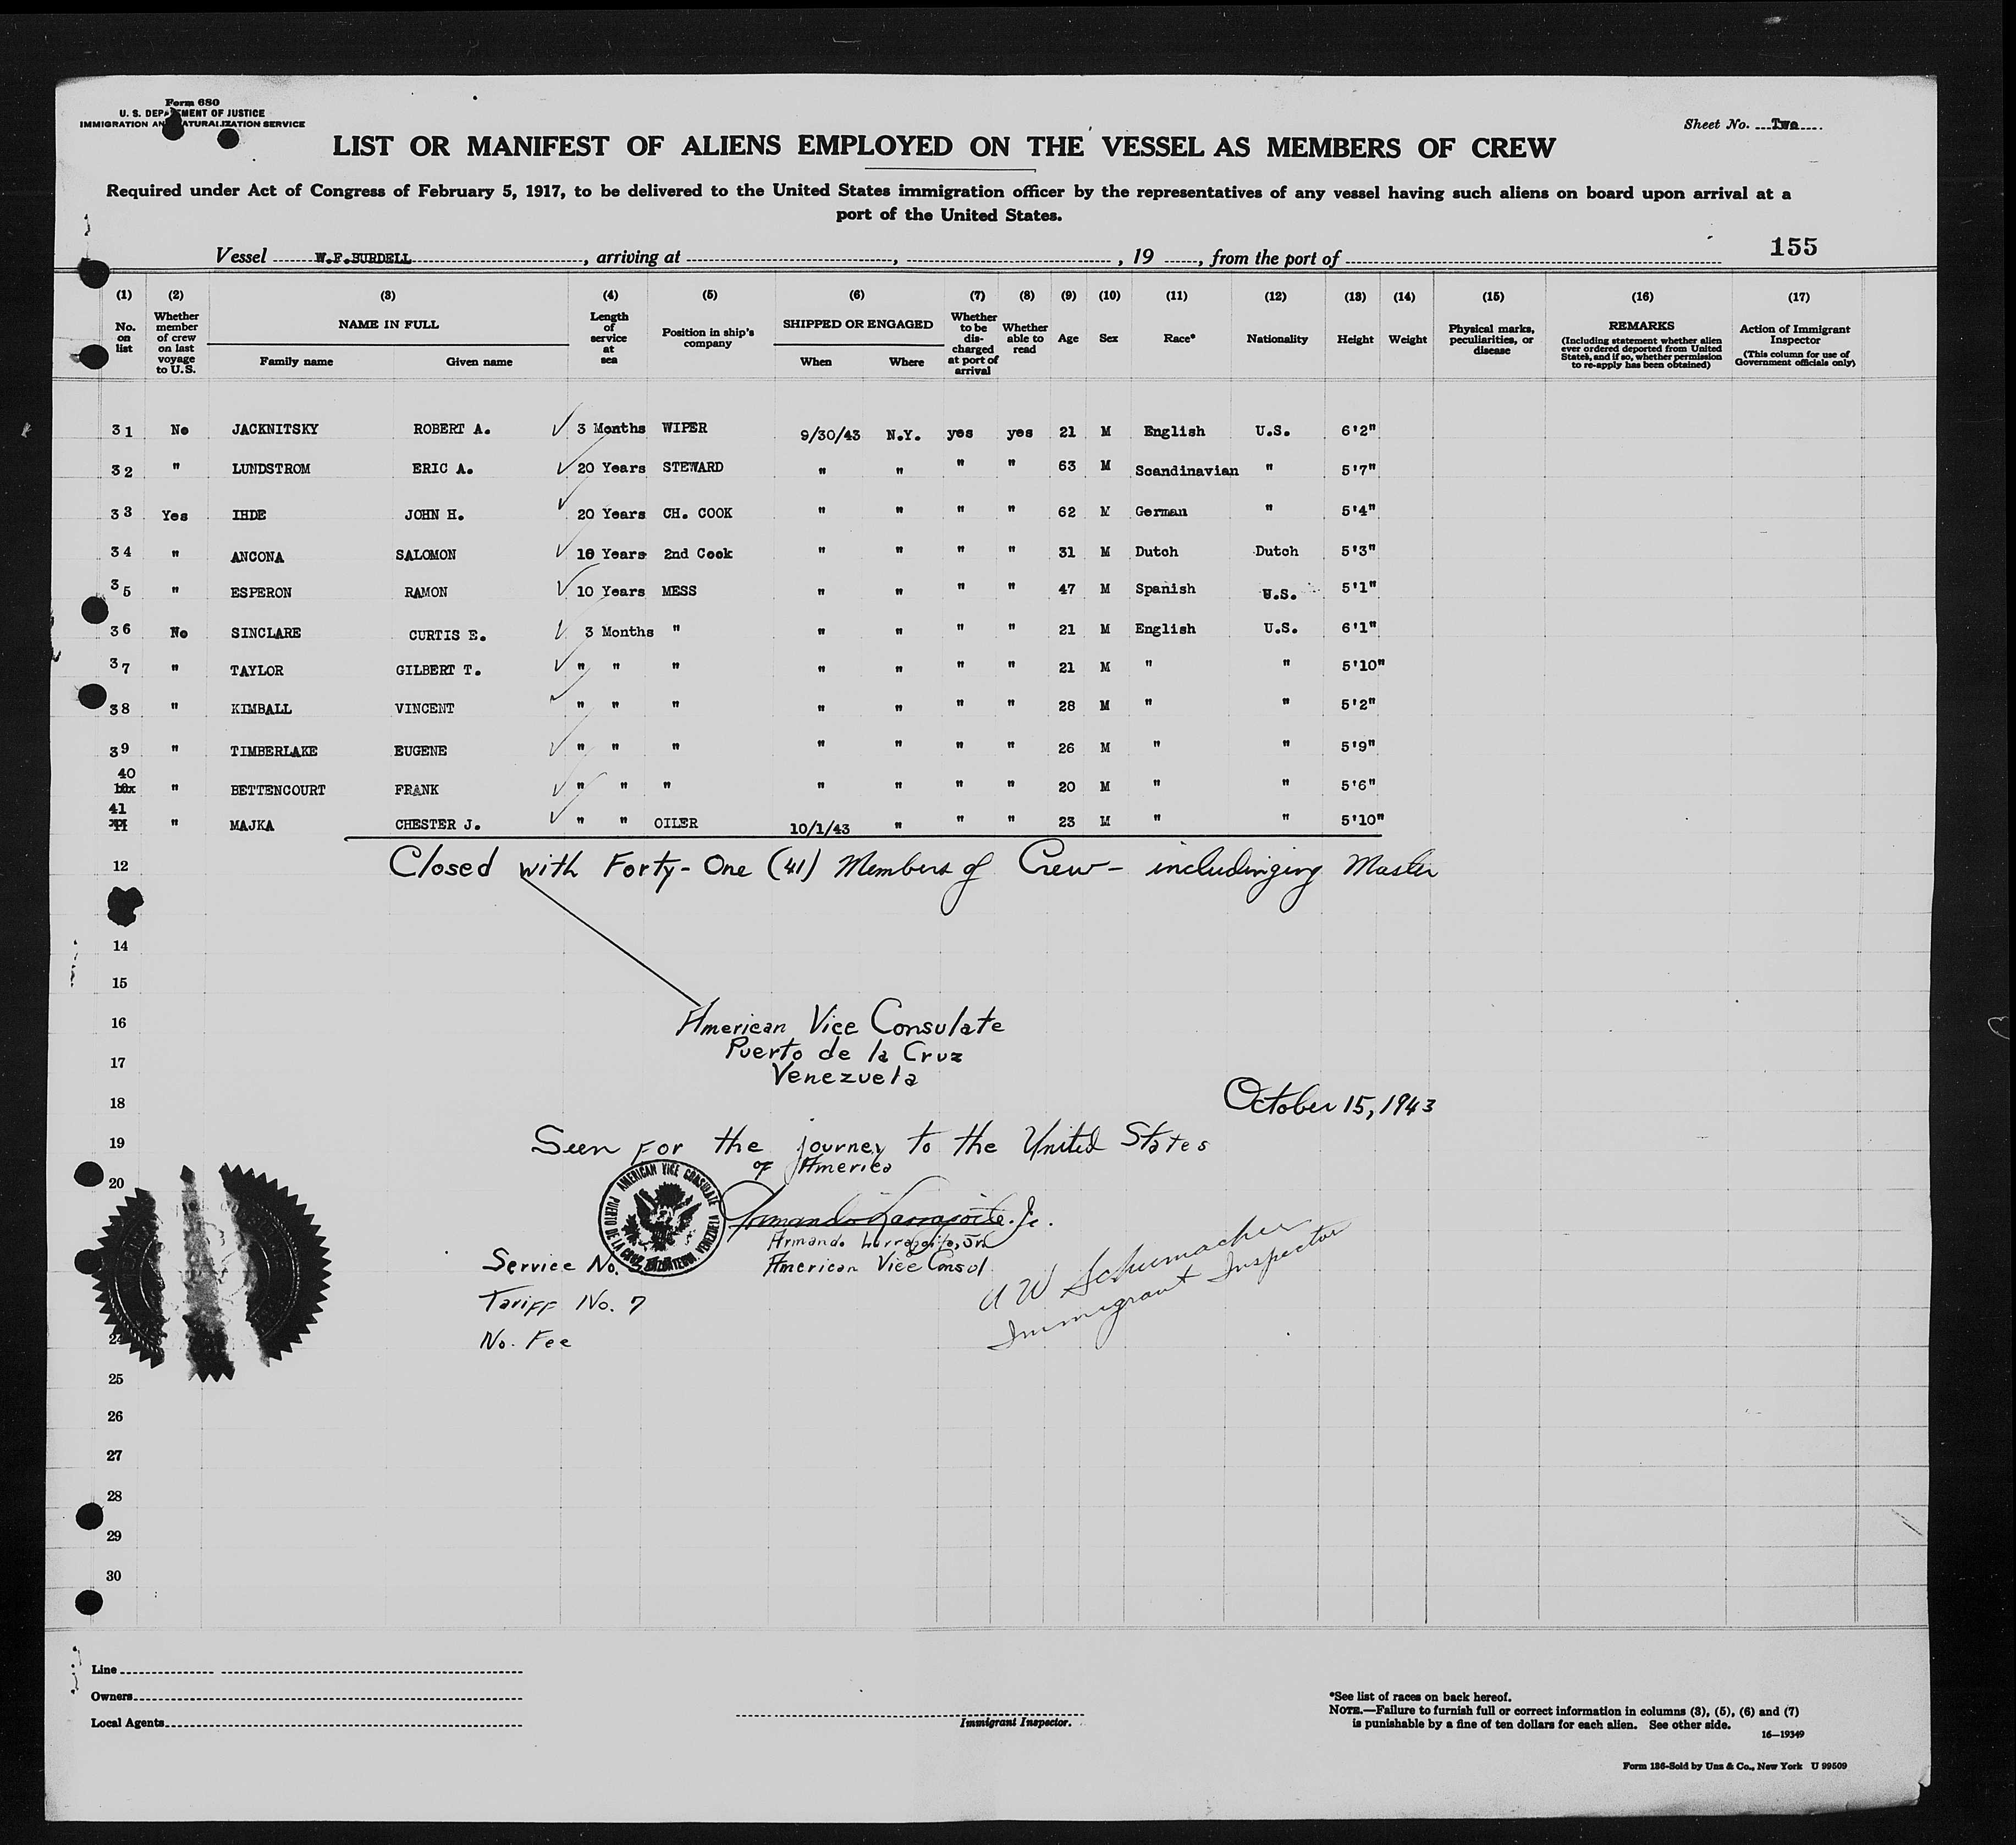 Form 680
U. S. DEPARTMENT OF JUSTICE
IMMIGRATION AND NATURALIZATION SERVICE
Sheet No. Two
LIST OR MANIFEST OF ALIENS EMPLOYED ON THE VESSEL AS MEMBERS OF CREW
Required under Act of Congress of February 5, 1917, to be delivered to the United States immigration officer by the representatives of any vessel having such aliens on board upon arrival at a
port of the United States.
155
Vessel W.F.BURDELL, arriving at , , 19 , from the port of
(1) No. on list
(2) Whether member of crew on last voyage to U.S.
(3) NAME IN FULL
Family name Given name
(4) Length of service at sea
(5) Position in ship's company
(6) SHIPPED OR ENGAGED
When Where
(7) Whether to be discharged at port of arrival
(8) Whether able to read
(9) Age
(10) Sex
(11) Race*
(12) Nationality
(13) Height
(14) Weight
(15) Physical marks, peculiarities, or disease
(16) REMARKS (Including statement whether alien ever ordered deported from United States, and if so, whether permission to re-apply has been obtained)
(17) Action of Immigrant Inspector (This column for use of Government officials only)
31 No JACKNITSKY ROBERT A. ✓ 3 Months WIPER 9/30/43 N.Y. yes yes 21 M English U.S. 6'2"
32 " LUNDSTROM ERIC A. ✓ 20 Years STEWARD " " " " 63 M Scandinavian " 5'7"
33 Yes IHDE JOHN H. ✓ 20 Years CH. COOK " " " " 62 M German " 5'4"
34 " ANCONA SALOMON ✓ 10 Years 2nd Cook " " " " 31 M Dutch Dutch 5'3"
35 " ESPERON RAMON ✓ 10 Years MESS " " " " 47 M Spanish U.S. 5'1"
36 No SINCLARE CURTIS E. ✓ 3 Months " " " " " 21 M English U.S. 6'1"
37 " TAYLOR GILBERT T. ✓ " " " " " " " 21 M " " 5'10"
38 " KIMBALL VINCENT ✓ " " " " " " " 28 M " " 5'2"
39 " TIMBERLAKE EUGENE ✓ " " " " " " " 26 M " " 5'9"
40 " BETTENCOURT FRANK ✓ " " " " " " " 20 M " " 5'6"
41 " MAJKA CHESTER J. ✓ " " OILER 10/1/43 " " " 23 M " " 5'10"
12 Closed with Forty-One (41) Members of Crew - includinging Master
14
15
16 American Vice Consulate
17 Puerto de la Cruz
Venezuela
18 October 15, 1943
19 Seen For the journey to the United States
of America
20
AMERICAN VICE CONSULATE
PUERTO DE LA CRUZ, ANZOATEGUI, VENEZUELA
American Vice Consol
Service No.
Tariff No. 7
No. Fee
U W Schumacher
Immigrant Inspector
24
25
26
27
28
29
30
Line
Owners
Local Agents
Immigrant Inspector.
*See list of races on back hereof.
NOTE.—Failure to furnish full or correct information in columns (3), (5), (6) and (7)
is punishable by a fine of ten dollars for each alien. See other side.
16—19349
Form 136-Sold by Unz & Co., New York U 99509